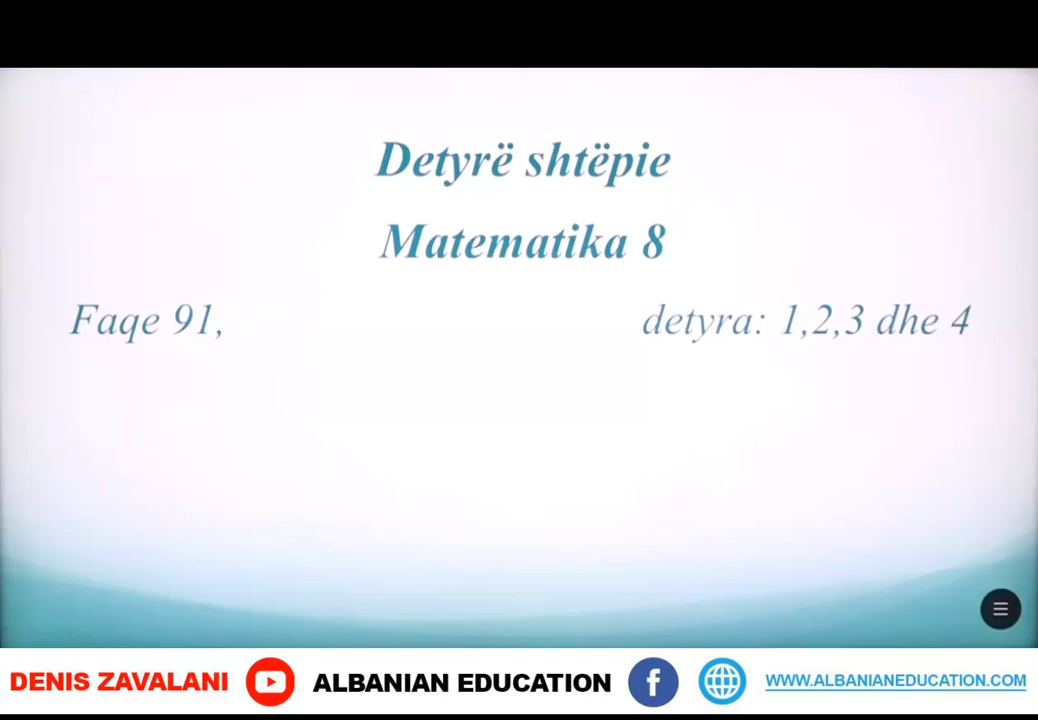 Detyrë shtëpie
Matematika 8
Faqe 91, detyra: 1,2,3 dhe 4
DENIS ZAVALANI ALBANIAN EDUCATION WWW.ALBANIANEDUCATION.COM